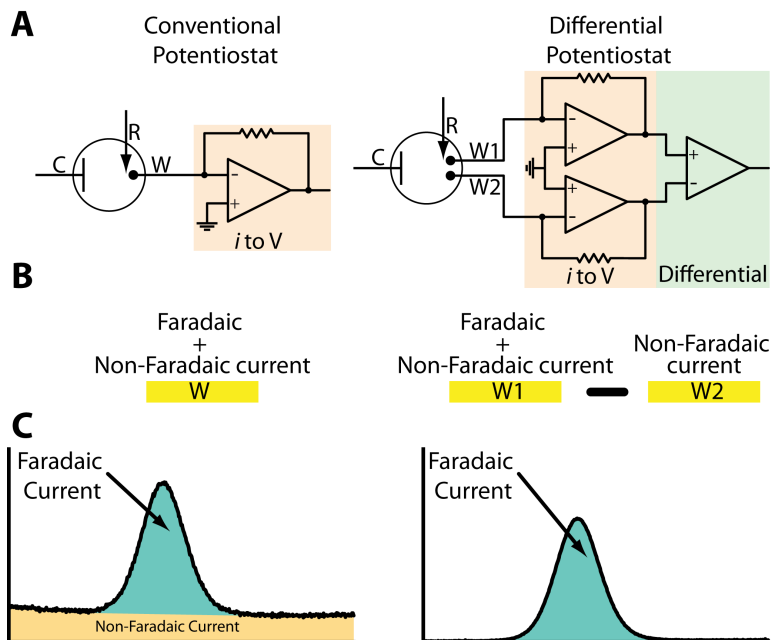 A
Conventional
Potentiostat
Differential
Potentiostat
R
C
W
-
+
i to V
R
C
W1
W2
-
+
+
-
+
-
i to V
Differential
B
Faradaic
+
Non-Faradaic current
W
Faradaic
+
Non-Faradaic current
W1
Non-Faradaic
current
W2
C
Faradaic
Current
Non-Faradaic Current
Faradaic
Current